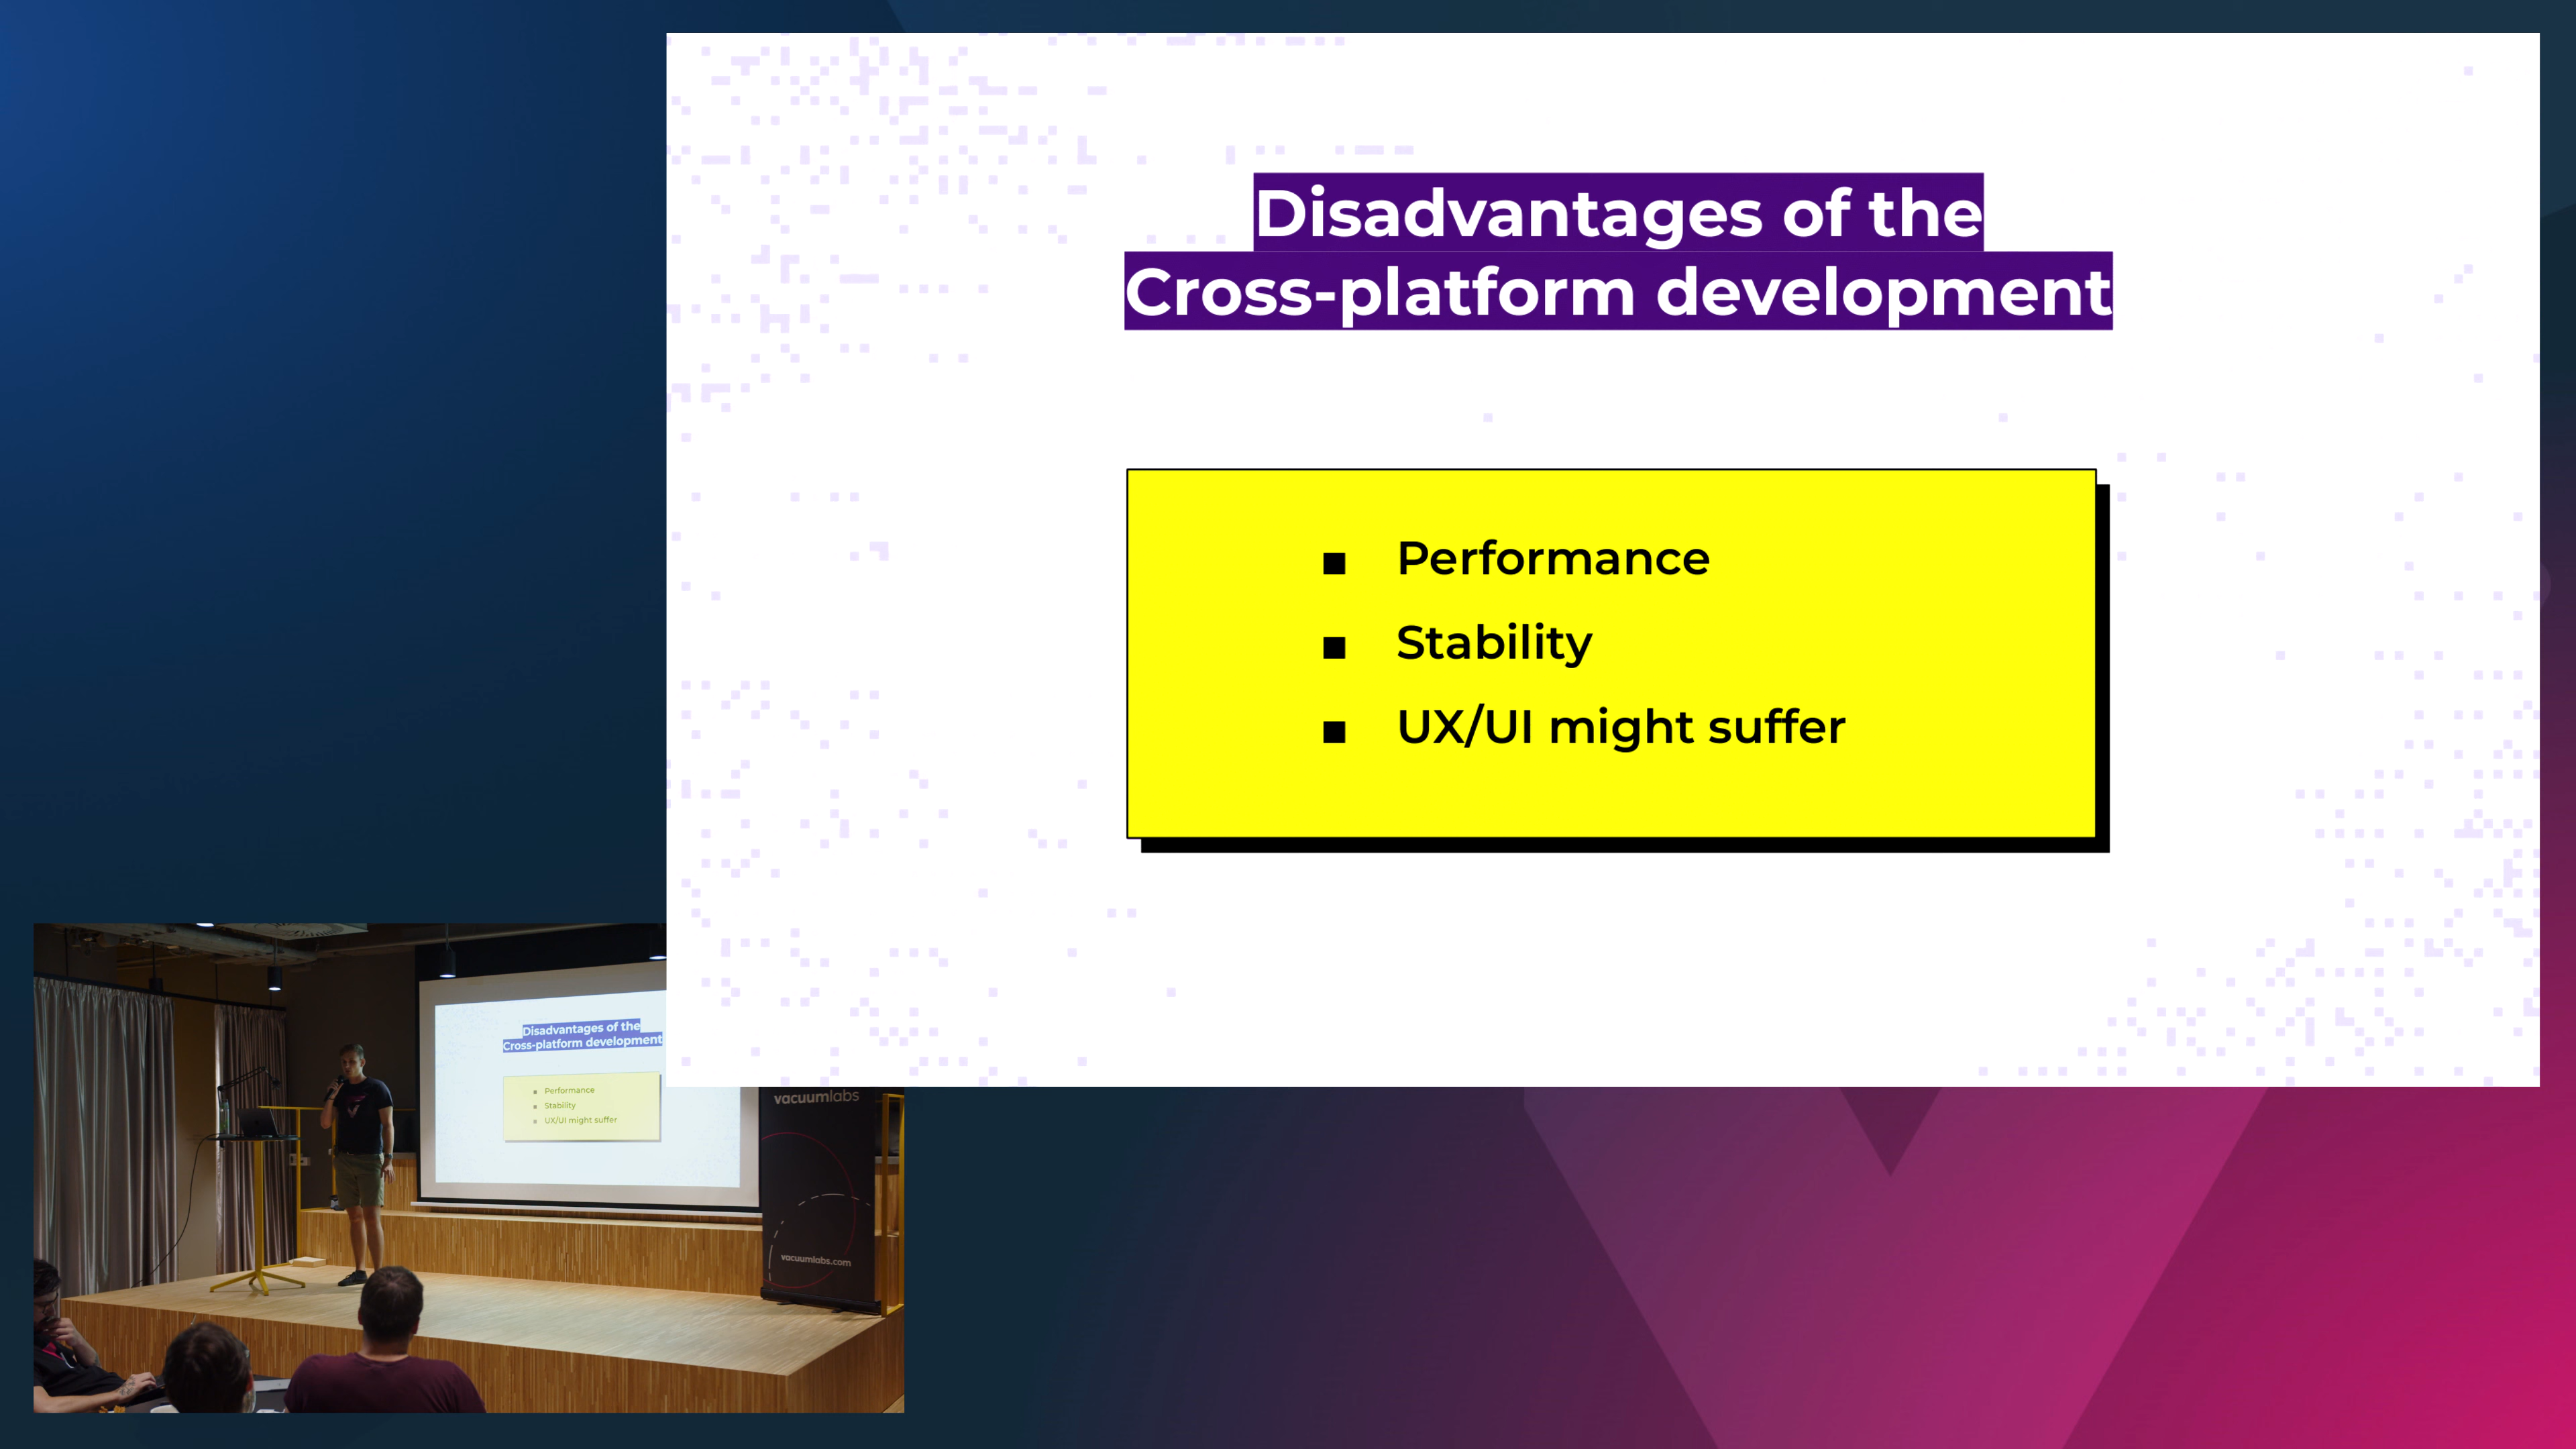 Disadvantages of the
Cross-platform development
■ Performance
■ Stability
■ UX/UI might suffer
Disadvantages of the
Cross-platform development
■ Performance
■ Stability
■ UX/UI might suffer
vacuumlabs
vacuumlabs.com